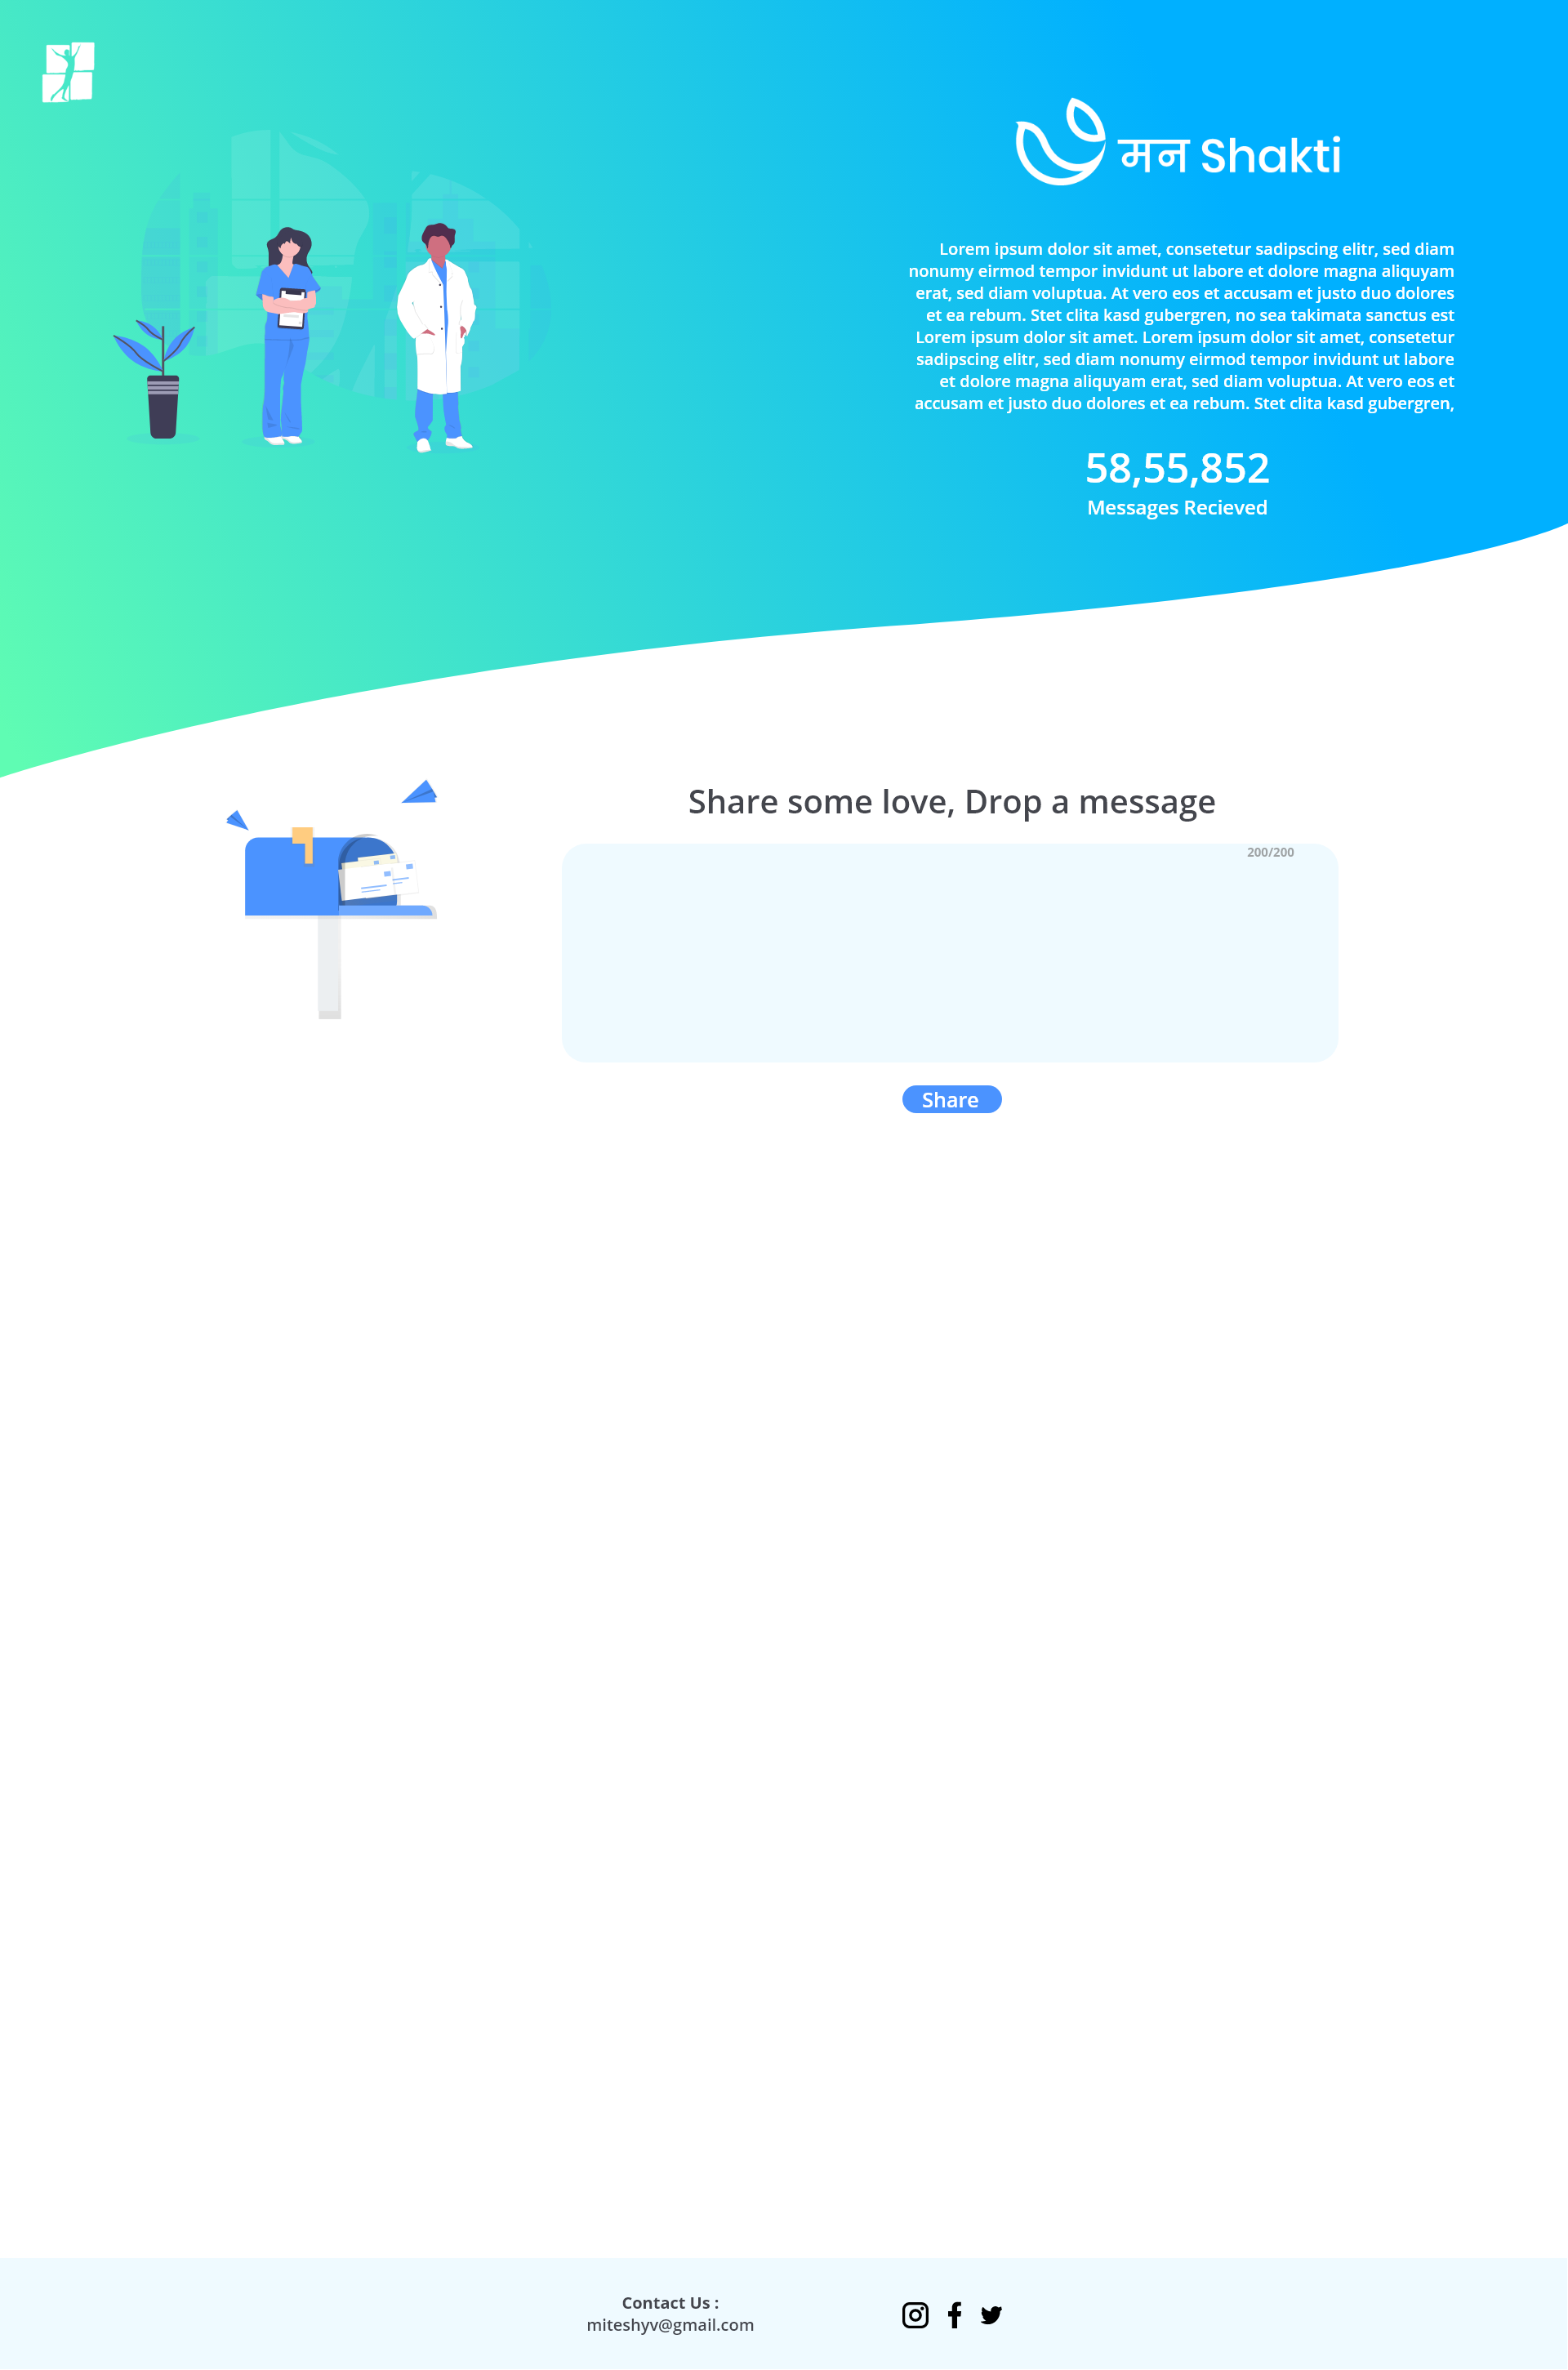 मन Shakti
Lorem ipsum dolor sit amet, consetetur sadipscing elitr, sed diam
nonumy eirmod tempor invidunt ut labore et dolore magna aliquyam
erat, sed diam voluptua. At vero eos et accusam et justo duo dolores
et ea rebum. Stet clita kasd gubergren, no sea takimata sanctus est
Lorem ipsum dolor sit amet. Lorem ipsum dolor sit amet, consetetur
sadipscing elitr, sed diam nonumy eirmod tempor invidunt ut labore
et dolore magna aliquyam erat, sed diam voluptua. At vero eos et
accusam et justo duo dolores et ea rebum. Stet clita kasd gubergren,
58,55,852
Messages Recieved
Share some love, Drop a message
200/200
Share
Contact Us :
miteshyv@gmail.com